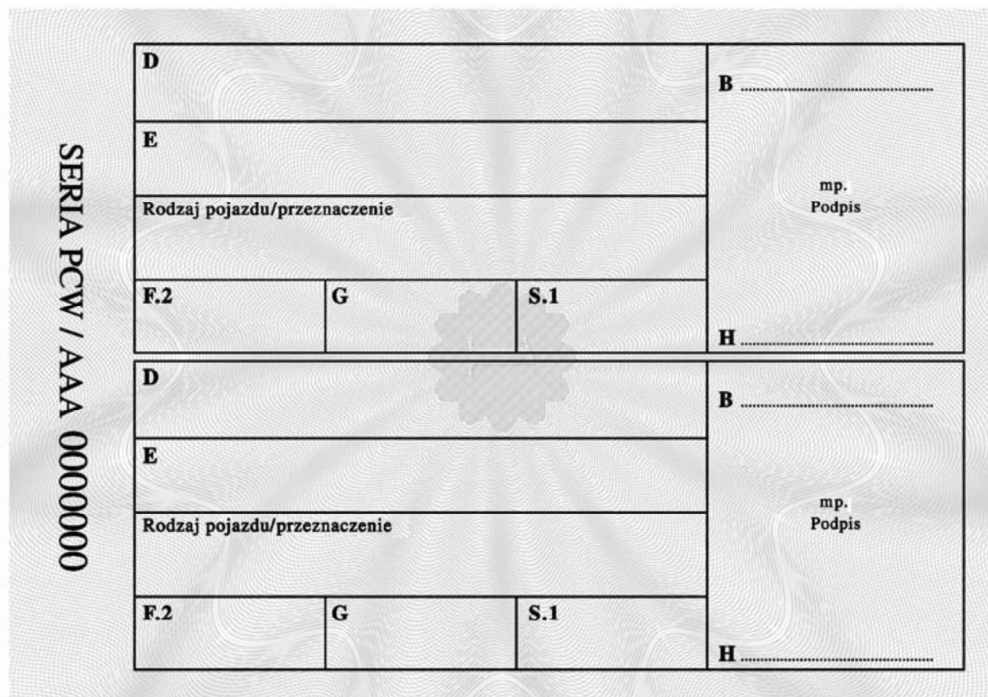 SERIA PCW / AAA 0000000
D
B ................................................
E
mp.
Podpis
Rodzaj pojazdu/przeznaczenie
F.2
G
S.1
H ................................................
D
B ................................................
E
mp.
Podpis
Rodzaj pojazdu/przeznaczenie
F.2
G
S.1
H ................................................